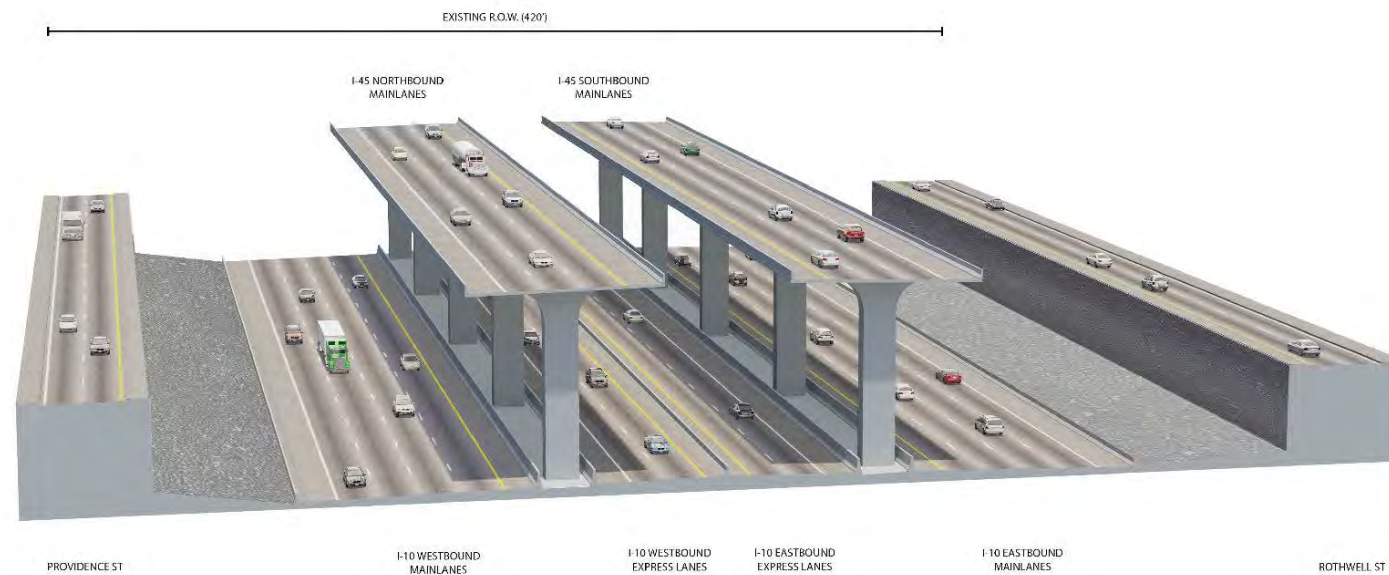 EXISTING R.O.W. (420')
I-45 NORTHBOUND
MAINLANES
I-45 SOUTHBOUND
MAINLANES
PROVIDENCE ST
I-10 WESTBOUND
MAINLANES
I-10 WESTBOUND
EXPRESS LANES
I-10 EASTBOUND
EXPRESS LANES
I-10 EASTBOUND
MAINLANES
ROTHWELL ST